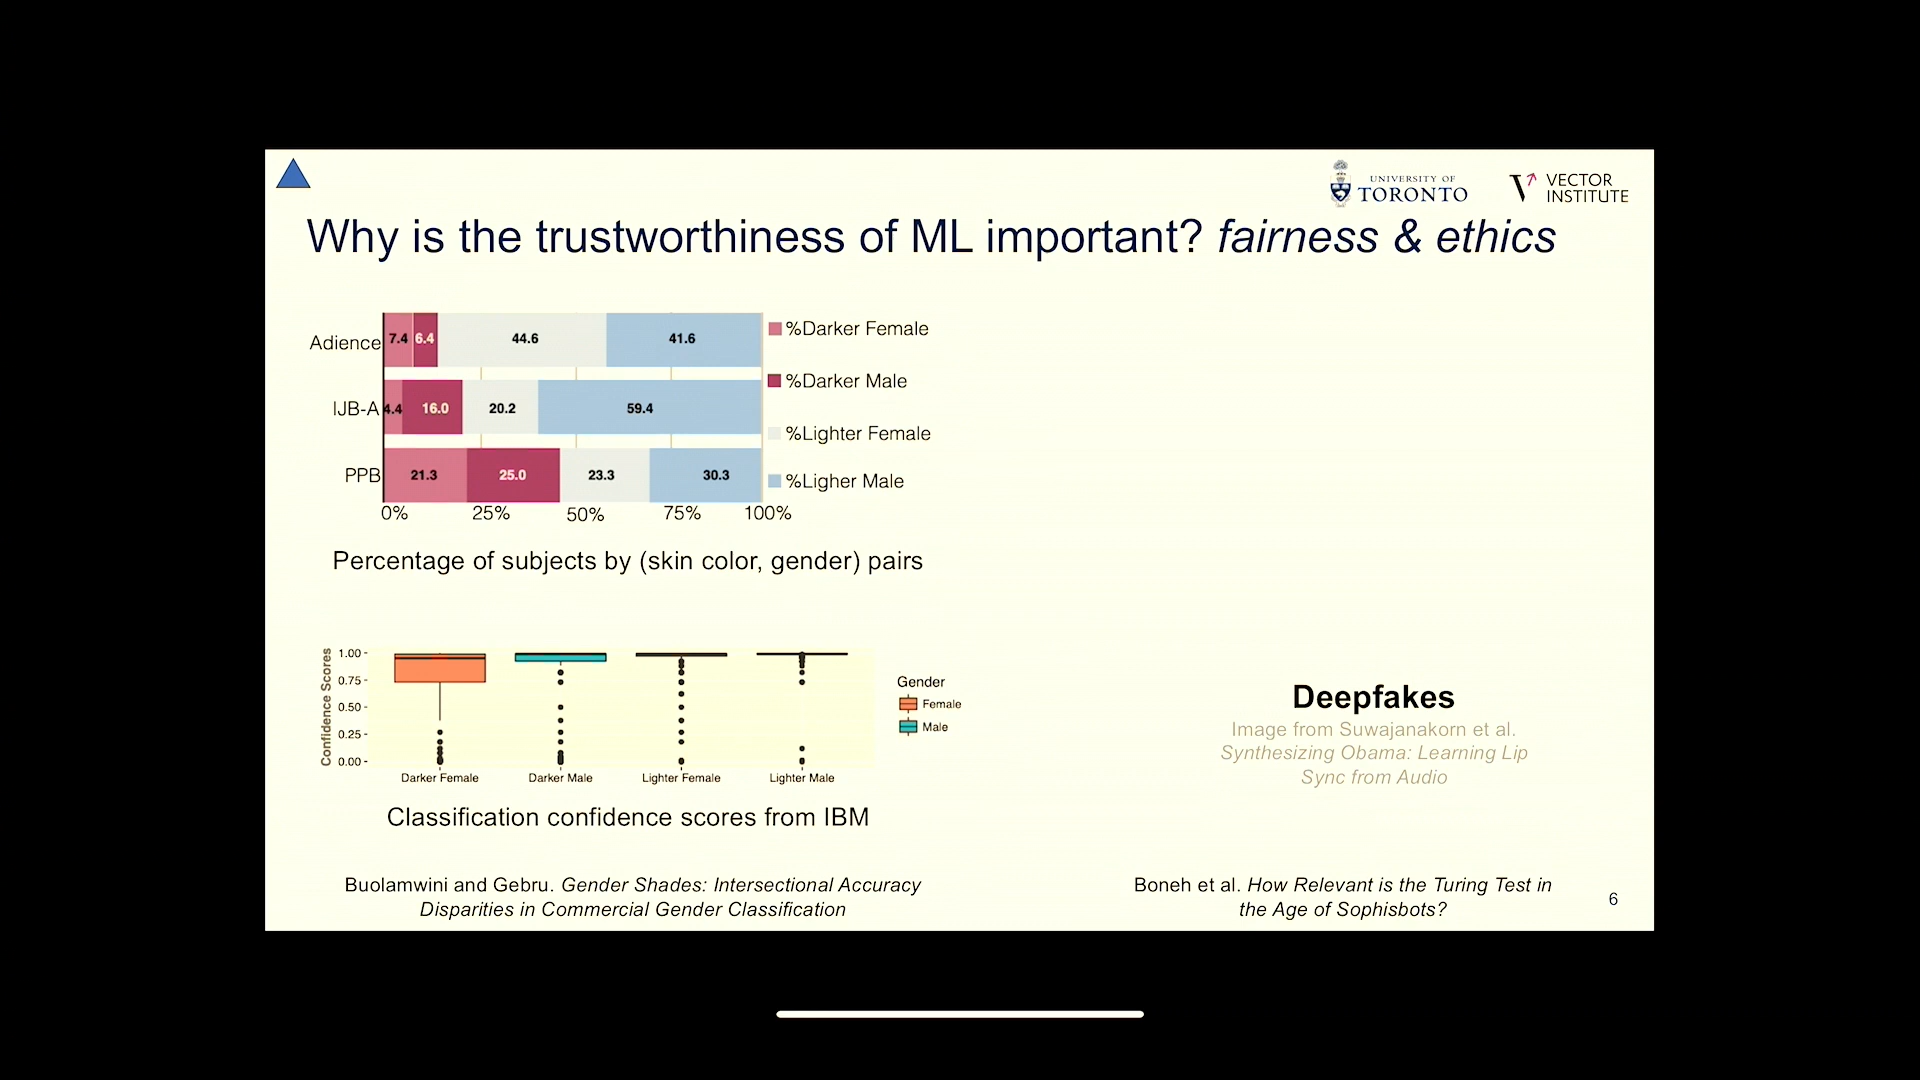 UNIVERSITY OF
TORONTO
VECTOR
INSTITUTE
Why is the trustworthiness of ML important? fairness & ethics
Adience 7.4 6.4 44.6 41.6
IJB-A 4.4 16.0 20.2 59.4
PPB 21.3 25.0 23.3 30.3
0% 25% 50% 75% 100%
%Darker Female
%Darker Male
%Lighter Female
%Ligher Male
Percentage of subjects by (skin color, gender) pairs
Confidence Scores
1.00
0.75
0.50
0.25
0.00
Darker Female Darker Male Lighter Female Lighter Male
Gender
Female
Male
Classification confidence scores from IBM
Deepfakes
Image from Suwajanakorn et al.
Synthesizing Obama: Learning Lip
Sync from Audio
Buolamwini and Gebru. Gender Shades: Intersectional Accuracy
Disparities in Commercial Gender Classification
Boneh et al. How Relevant is the Turing Test in
the Age of Sophisbots?
6